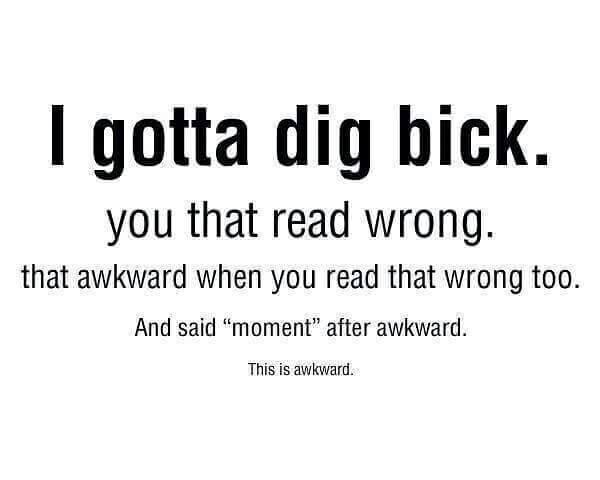 I gotta dig bick.
you that read wrong.
that awkward when you read that wrong too.
And said “moment” after awkward.
This is awkward.